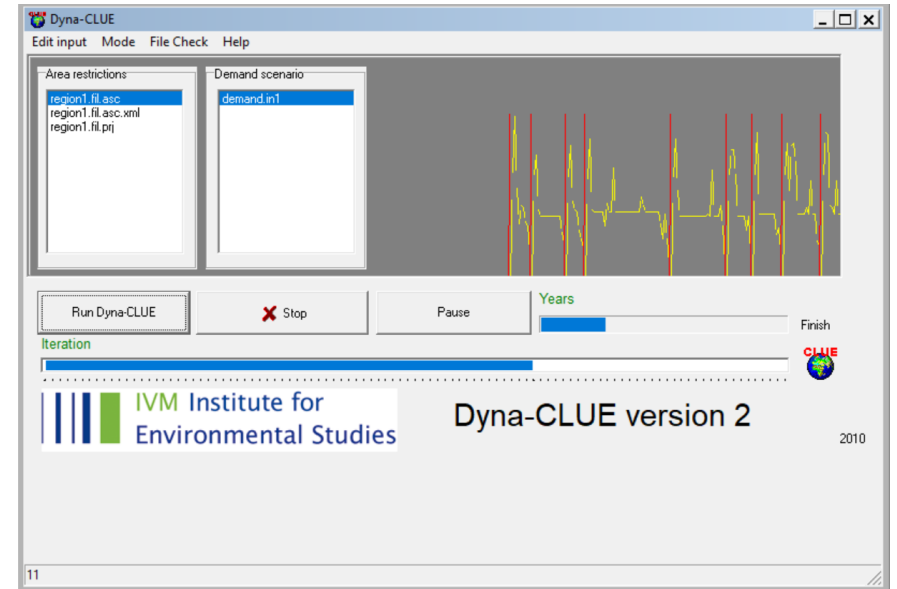 Dyna-CLUE
Edit input Mode File Check Help
Area restrictions
region1.fil.asc
region1.fil.asc.xml
region1.fil.prj
Demand scenario
demand.in1
Run Dyna-CLUE
Stop
Pause
Years
Finish
Iteration
CLUE
IVM Institute for
Environmental Studies
Dyna-CLUE version 2
2010
11